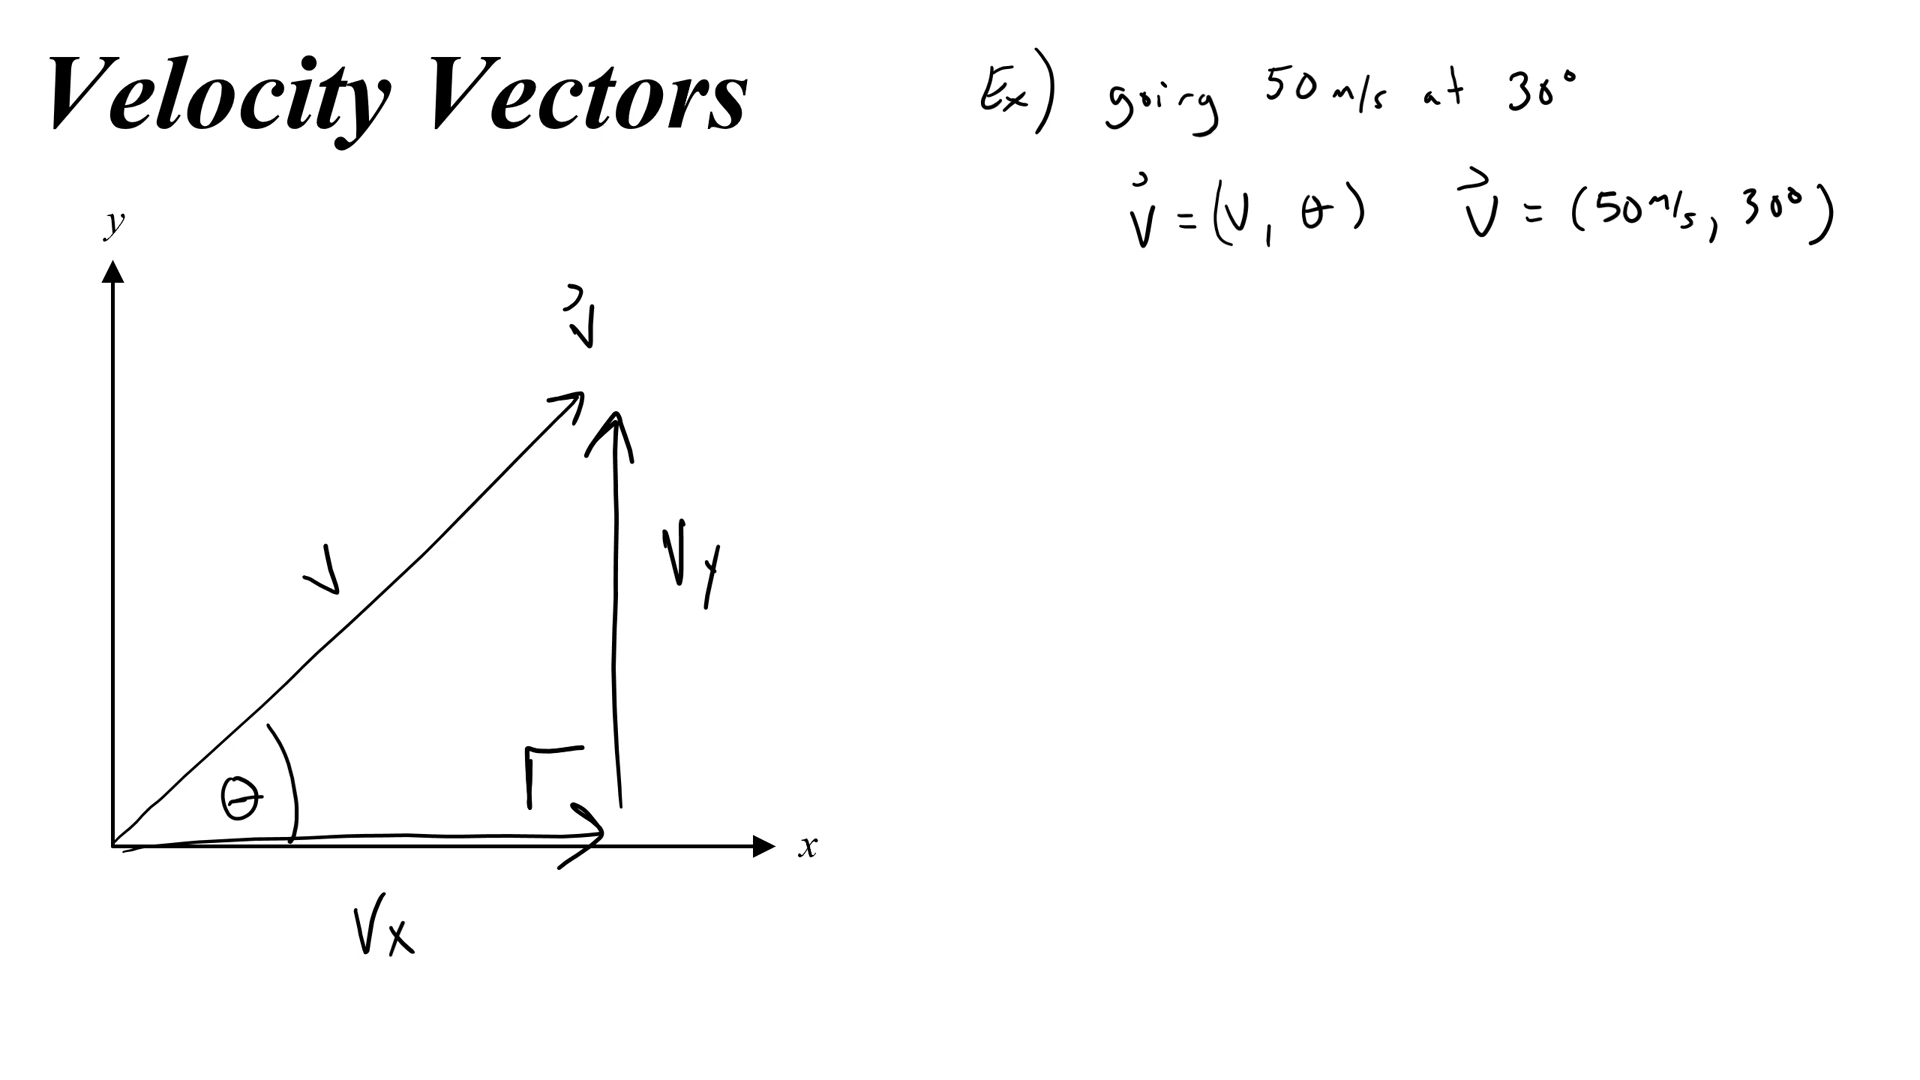 Velocity Vectors
Ex) going 50 m/s at 30°
v⃗ = (v, θ) v⃗ = (50 m/s, 30°)
y
v⃗
v
Vy
θ
x
Vx